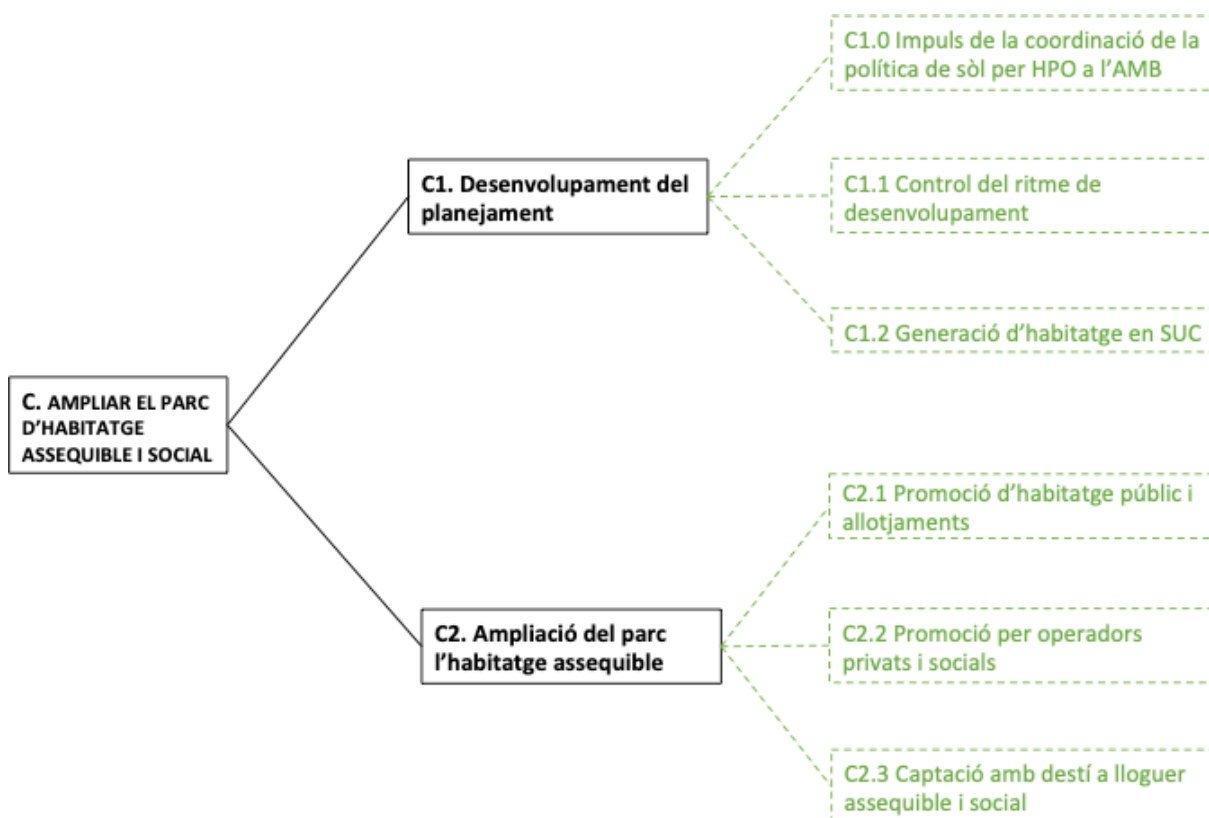 C. AMPLIAR EL PARC
D'HABITATGE
ASSEQUIBLE I SOCIAL
C1. Desenvolupament del
planejament
C1.0 Impuls de la coordinació de la
política de sòl per HPO a l'AMB
C1.1 Control del ritme de
desenvolupament
C1.2 Generació d'habitatge en SUC
C2. Ampliació del parc
l'habitatge assequible
C2.1 Promoció d'habitatge públic i
allotjaments
C2.2 Promoció per operadors
privats i socials
C2.3 Captació amb destí a lloguer
assequible i social